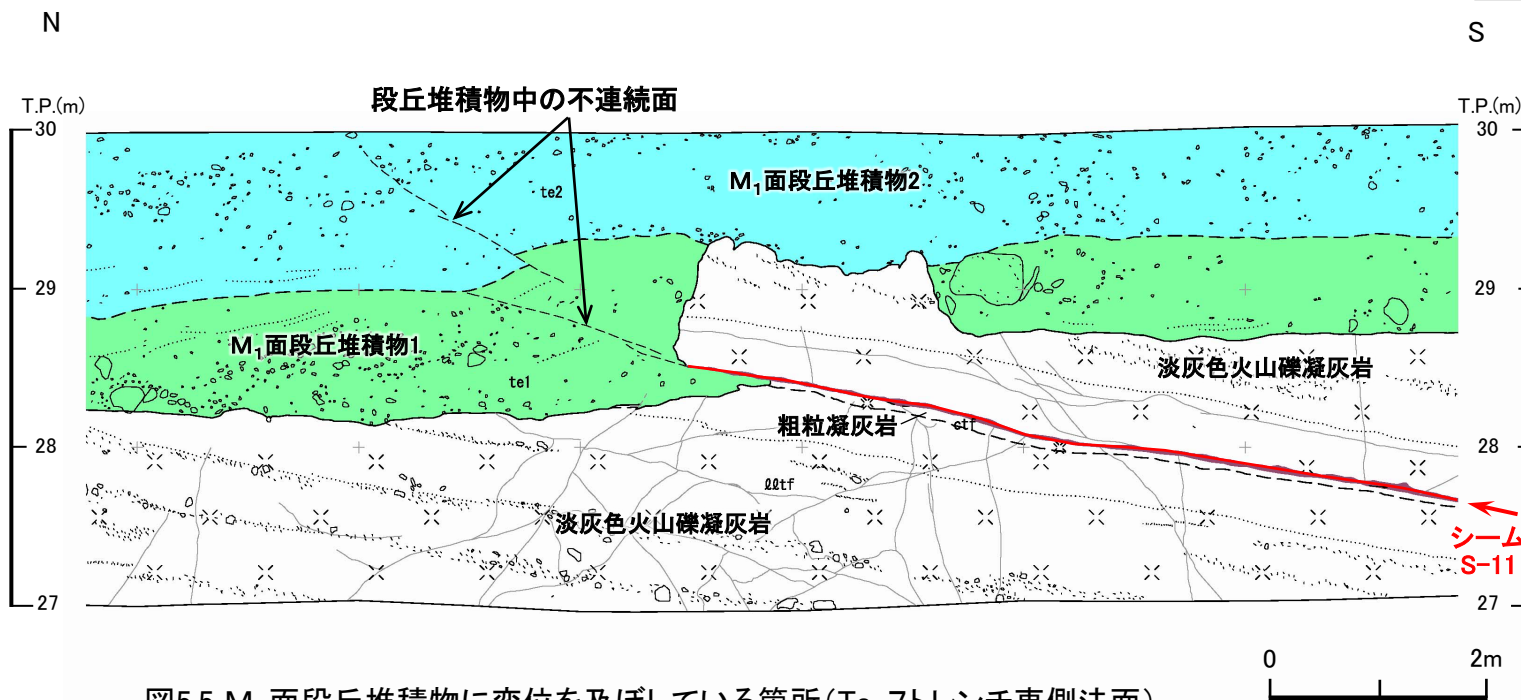 N
S
T.P.(m)
T.P.(m)
段丘堆積物中の不連続面
30
30
te2
M₁面段丘堆積物2
29
29
M₁面段丘堆積物1
te1
淡灰色火山礫凝灰岩
粗粒凝灰岩
ctf
28
28
ℓℓtf
淡灰色火山礫凝灰岩
シーム
S-11
27
27
0
2m